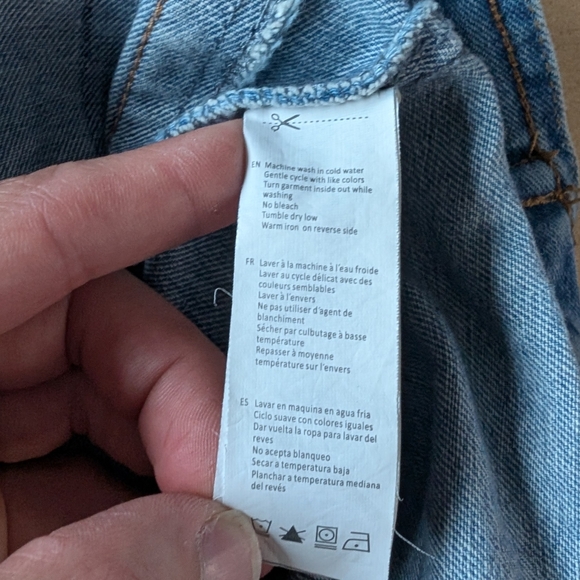 EN Machine wash in cold water
Gentle cycle with like colors
Turn garment inside out while
washing
No bleach
Tumble dry low
Warm iron on reverse side
FR Laver à la machine à l'eau froide
Laver au cycle délicat avec des
couleurs semblables
Laver à l'envers
Ne pas utiliser d'agent de
blanchiment
Sécher par culbutage à basse
température
Repasser à moyenne
température sur l'envers
ES Lavar en maquina en agua fria
Ciclo suave con colores iguales
Dar vuelta la ropa para lavar del
reves
No acepta blanqueo
Secar a temperatura baja
Planchar a temperatura mediana
del revés